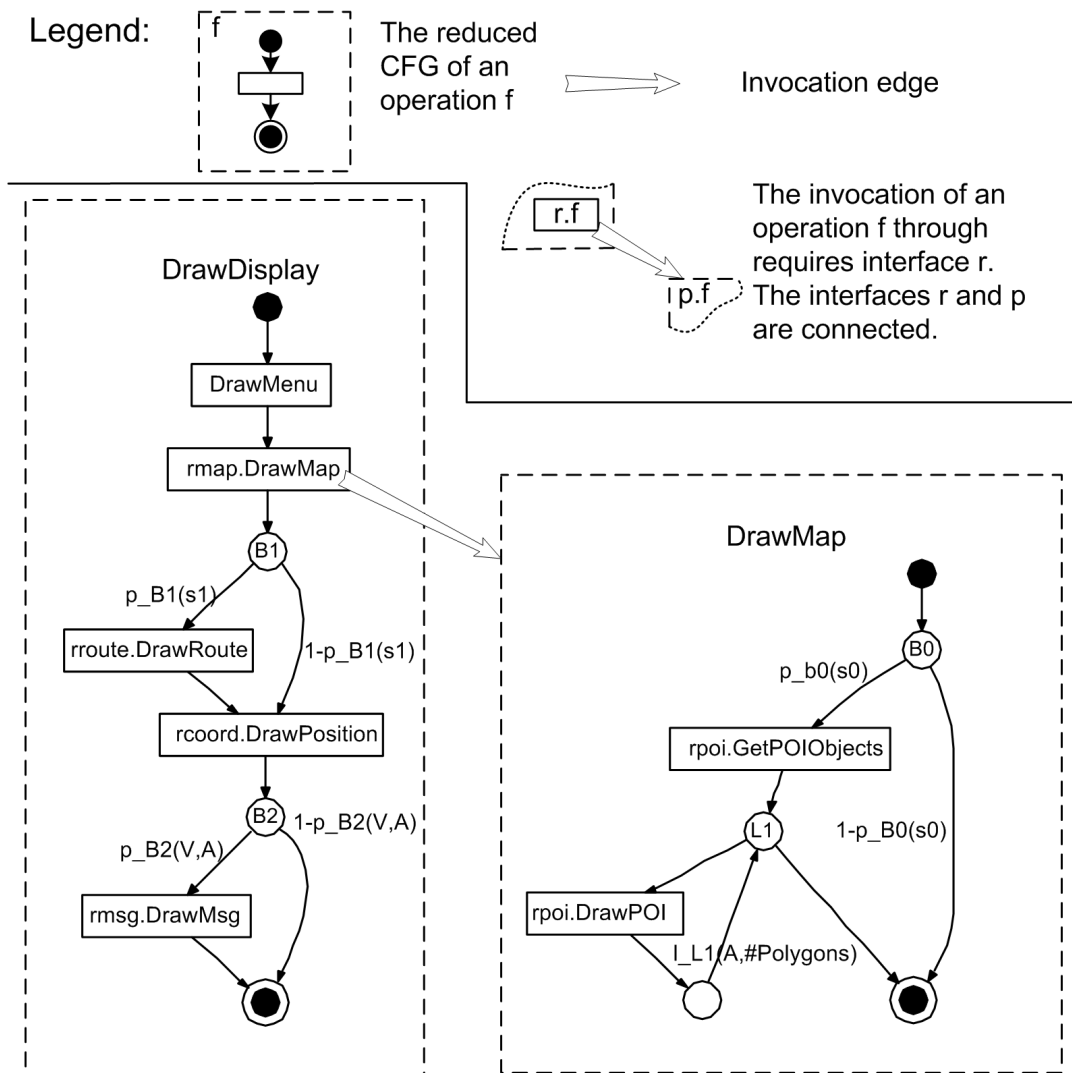 Legend:
f
The reduced
CFG of an
operation f
Invocation edge
r.f
p.f
The invocation of an
operation f through
requires interface r.
The interfaces r and p
are connected.
DrawDisplay
DrawMenu
rmap.DrawMap
B1
p_B1(s1)
1-p_B1(s1)
rroute.DrawRoute
rcoord.DrawPosition
B2
p_B2(V,A)
1-p_B2(V,A)
rmsg.DrawMsg
DrawMap
B0
p_b0(s0)
1-p_B0(s0)
rpoi.GetPOIObjects
L1
rpoi.DrawPOI
l_L1(A,#Polygons)